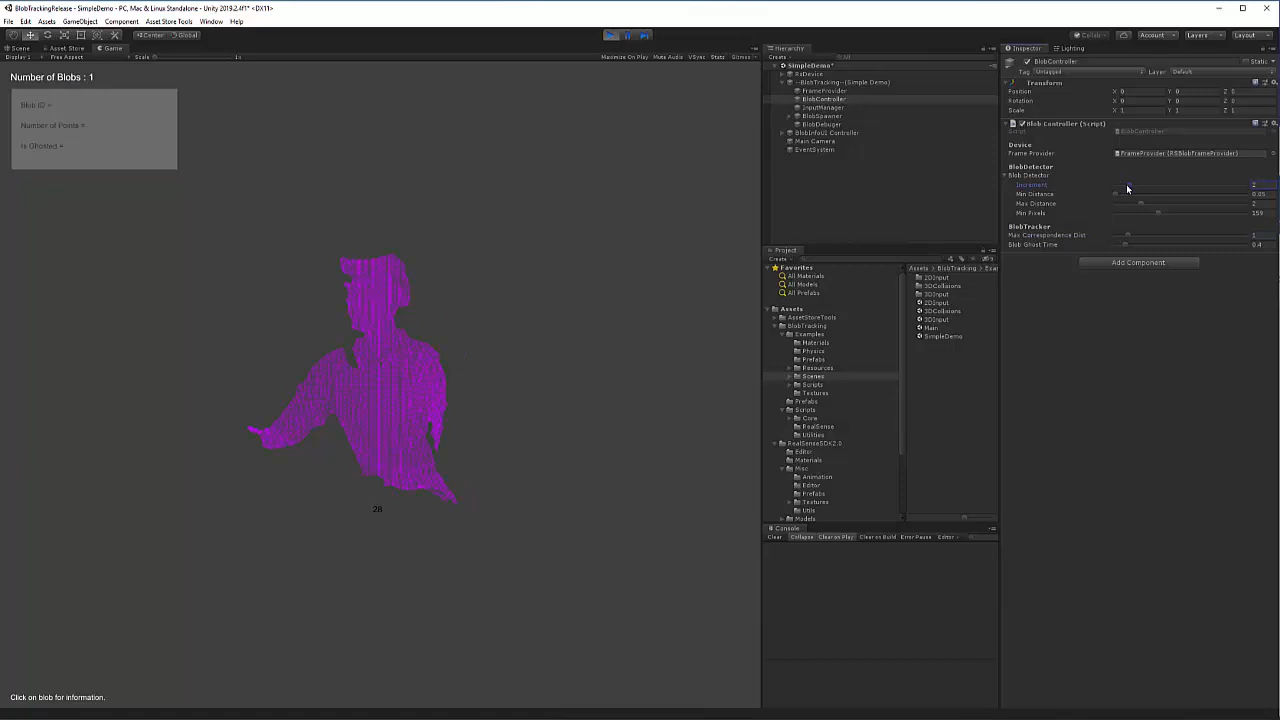 BlobTrackingRelease - SimpleDemo - PC, Mac & Linux Standalone - Unity 2019.2.4f1* <DX11>
File Edit Assets GameObject Component Asset Store Tools Window Help
Center Global
Collab Account Layers Layout
Scene Asset Store Game
Display 1 Free Aspect Scale 1x Maximize On Play Mute Audio VSync Stats Gizmos
Number of Blobs : 1
Blob ID =
Number of Points =
Is Ghosted =
28
Click on blob for information.
Hierarchy
Create All
SimpleDemo*
RsDevice
--BlobTracking--(Simple Demo)
FrameProvider
BlobController
InputManager
BlobSpawner
BlobDebuger
BlobInfoUI Controller
Main Camera
EventSystem
Project
Create
Favorites
All Materials
All Models
All Prefabs
Assets
AssetStoreTools
BlobTracking
Examples
Materials
Physics
Prefabs
Resources
Scenes
Scripts
Textures
Prefabs
Scripts
Core
RealSense
Utilities
RealSenseSDK2.0
Editor
Materials
Misc
Animation
Editor
Prefabs
Textures
Utils
Models
Shaders
Assets BlobTracking Exar
2DInput
3DCollisions
3DInput
2DInput
3DCollisions
3DInput
Main
SimpleDemo
Console
Clear Collapse Clear on Play Clear on Build Error Pause Editor
Inspector Lighting
BlobController Static
Tag Untagged Layer Default
Transform
Position X 0 Y 0 Z 0
Rotation X 0 Y 0 Z 0
Scale X 1 Y 1 Z 1
Blob Controller (Script)
Script BlobController
Device
Frame Provider FrameProvider (RSBlobFrameProvider)
BlobDetector
Blob Detector
Increment 2
Min Distance 0.05
Max Distance 2
Min Pixels 159
BlobTracker
Max Correspondence Dist 1
Blob Ghost Time 0.4
Add Component